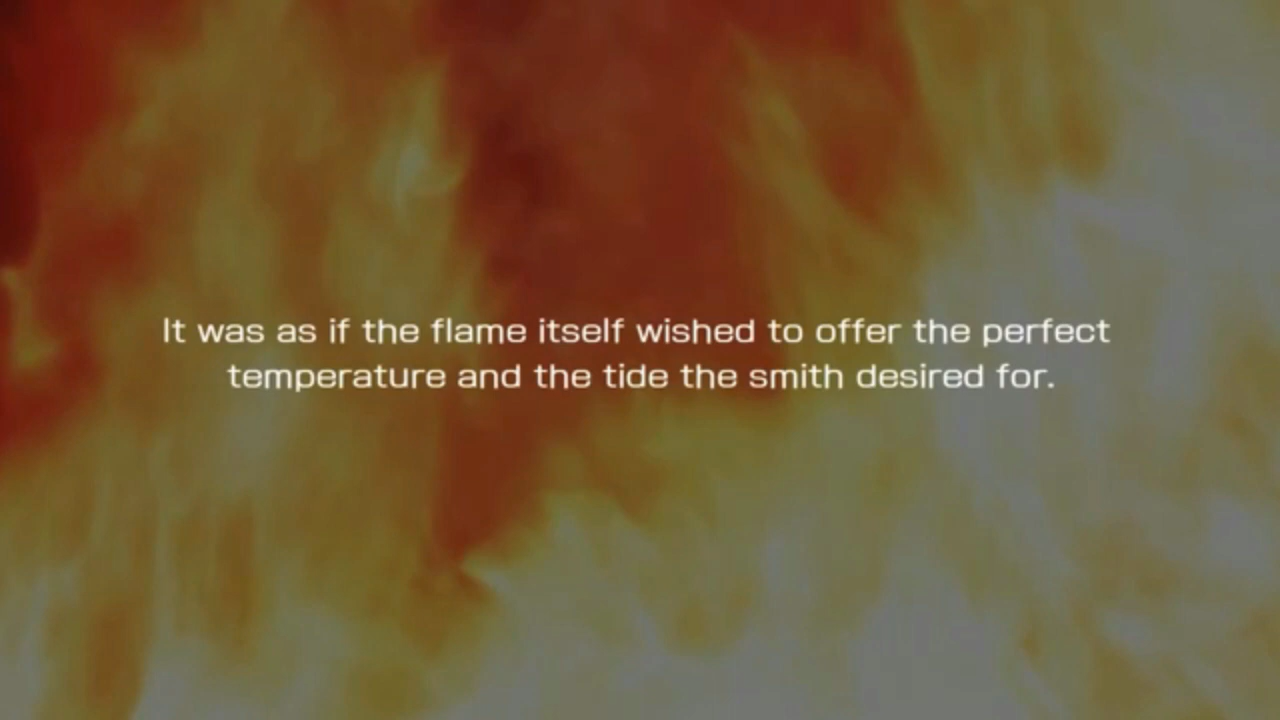 It was as if the flame itself wished to offer the perfect
temperature and the tide the smith desired for.